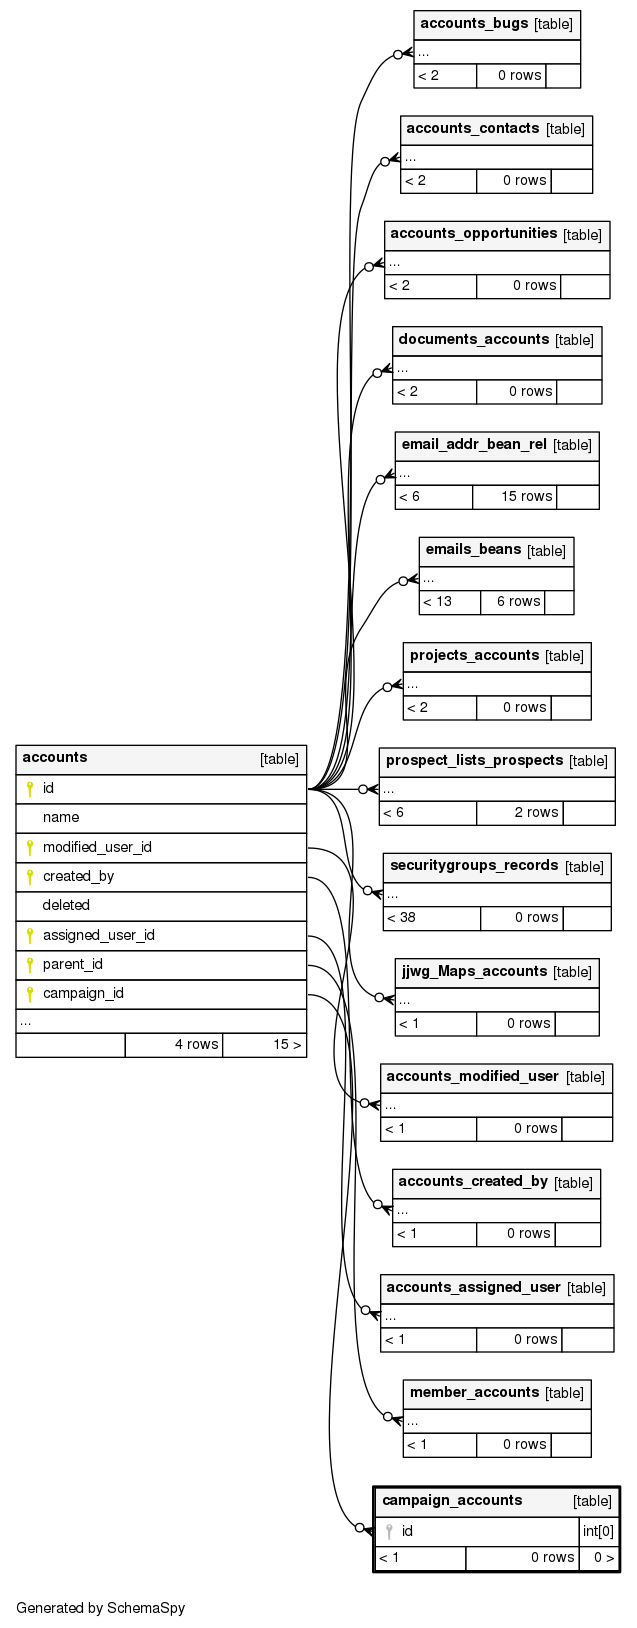 accounts_bugs [table]
...
< 2 0 rows
accounts_contacts [table]
...
< 2 0 rows
accounts_opportunities [table]
...
< 2 0 rows
documents_accounts [table]
...
< 2 0 rows
email_addr_bean_rel [table]
...
< 6 15 rows
emails_beans [table]
...
< 13 6 rows
projects_accounts [table]
...
< 2 0 rows
accounts [table]
id
name
modified_user_id
created_by
deleted
assigned_user_id
parent_id
campaign_id
...
4 rows 15 >
prospect_lists_prospects [table]
...
< 6 2 rows
securitygroups_records [table]
...
< 38 0 rows
jjwg_Maps_accounts [table]
...
< 1 0 rows
accounts_modified_user [table]
...
< 1 0 rows
accounts_created_by [table]
...
< 1 0 rows
accounts_assigned_user [table]
...
< 1 0 rows
member_accounts [table]
...
< 1 0 rows
campaign_accounts [table]
id int[0]
< 1 0 rows 0 >
Generated by SchemaSpy